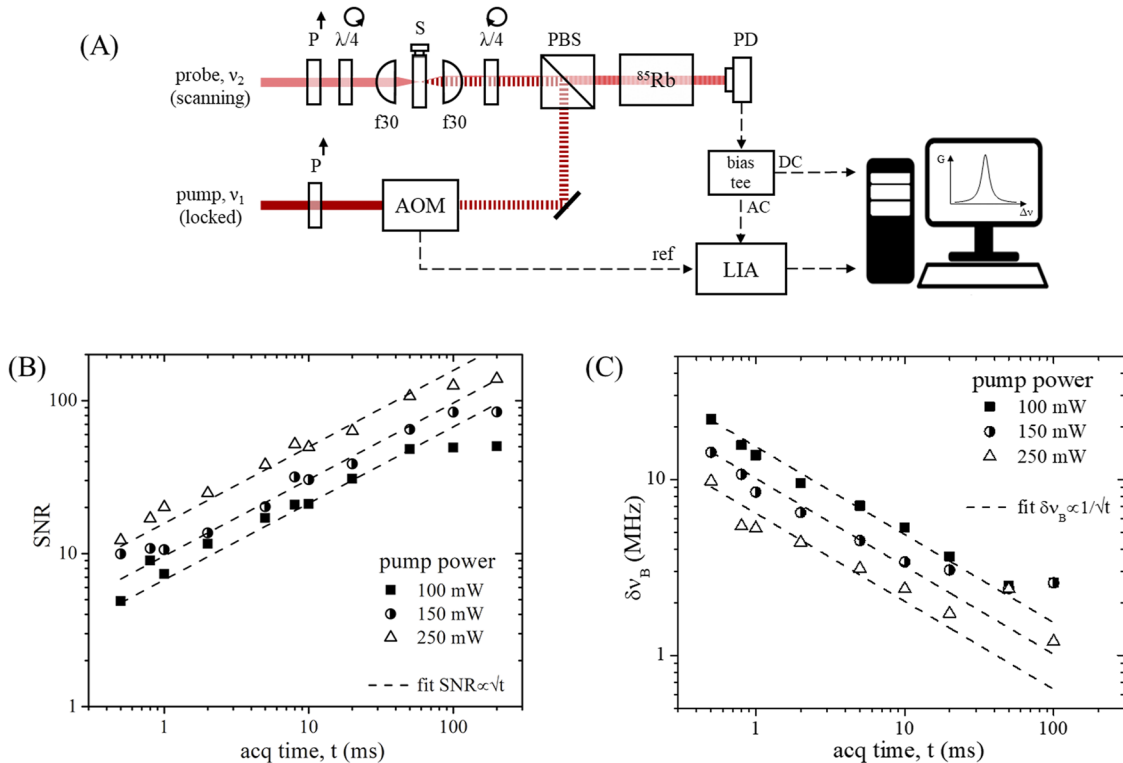 (A)
P
λ/4
S
λ/4
PBS
PD
probe, ν₂
(scanning)
⁸⁵Rb
f30
f30
P
pump, ν₁
(locked)
AOM
bias
tee
DC
AC
ref
LIA
G
Δν
(B)
SNR
100
10
1
pump power
100 mW
150 mW
250 mW
fit SNR∝√t
1
10
100
acq time, t (ms)
(C)
δν_B (MHz)
10
1
pump power
100 mW
150 mW
250 mW
fit δν_B∝1/√t
1
10
100
acq time, t (ms)